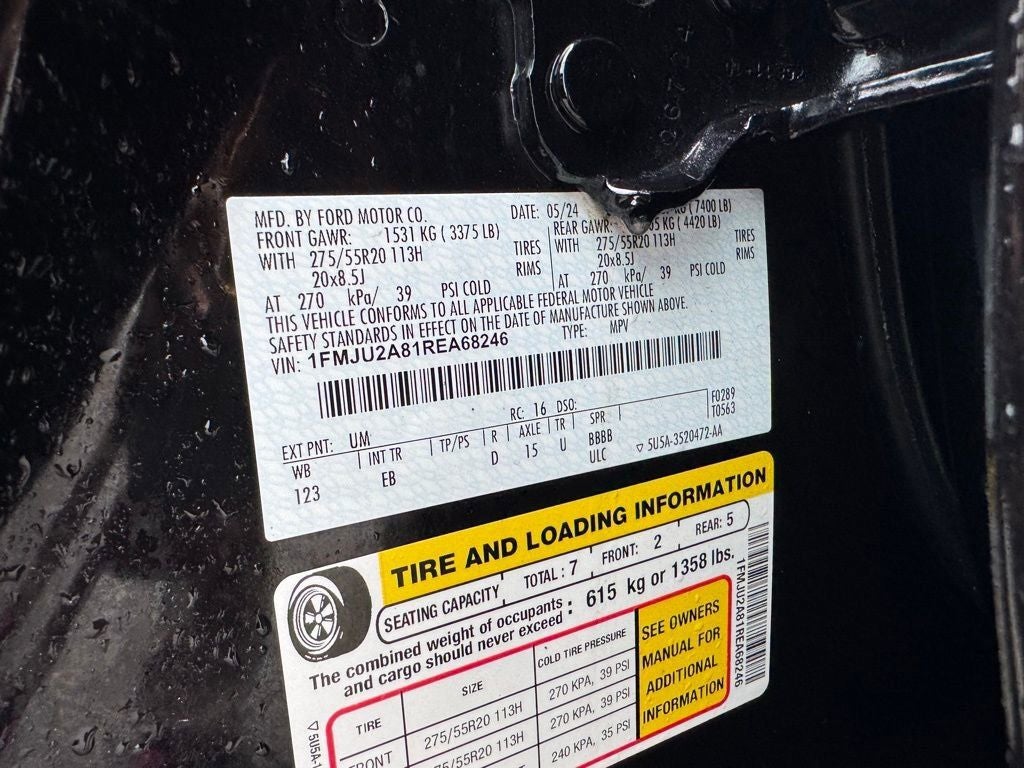 MFD. BY FORD MOTOR CO.
DATE: 05/24
KG ( 7400 LB)
FRONT GAWR: 1531 KG ( 3375 LB)
REAR GAWR: KG ( 4420 LB)
WITH 275/55R20 113H TIRES
WITH 275/55R20 113H TIRES
20x8.5J RIMS
20x8.5J RIMS
AT 270 kPa/ 39 PSI COLD
AT 270 kPa/ 39 PSI COLD
THIS VEHICLE CONFORMS TO ALL APPLICABLE FEDERAL MOTOR VEHICLE
SAFETY STANDARDS IN EFFECT ON THE DATE OF MANUFACTURE SHOWN ABOVE.
VIN: 1FMJU2A81REA68246
TYPE: MPV
EXT PNT: UM
RC: 16 DSO:
F0289
T0563
WB INT TR TP/PS R AXLE TR SPR
123 EB D 15 U BBBB
ULC
5U5A-3520472-AA
TIRE AND LOADING INFORMATION
SEATING CAPACITY TOTAL: 7 FRONT: 2 REAR: 5
The combined weight of occupants and cargo should never exceed : 615 kg or 1358 lbs.
TIRE SIZE COLD TIRE PRESSURE
FRONT 275/55R20 113H 270 KPA, 39 PSI
275/55R20 113H 270 KPA, 39 PSI
240 KPA, 35 PSI
SEE OWNERS
MANUAL FOR
ADDITIONAL
INFORMATION
1FMJU2A81REA68246
5U5A-1